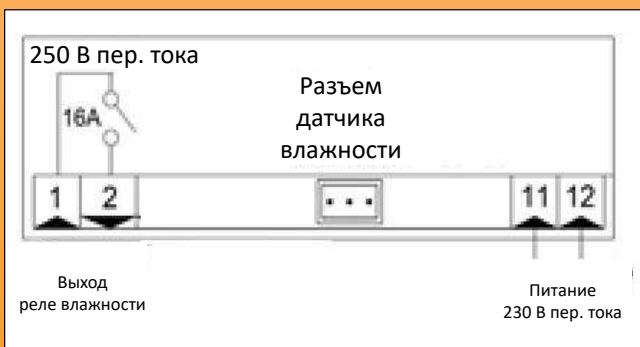 250 В пер. тока
16A
Разъем
датчика
влажности
1 2
11 12
Выход
реле влажности
Питание
230 В пер. тока